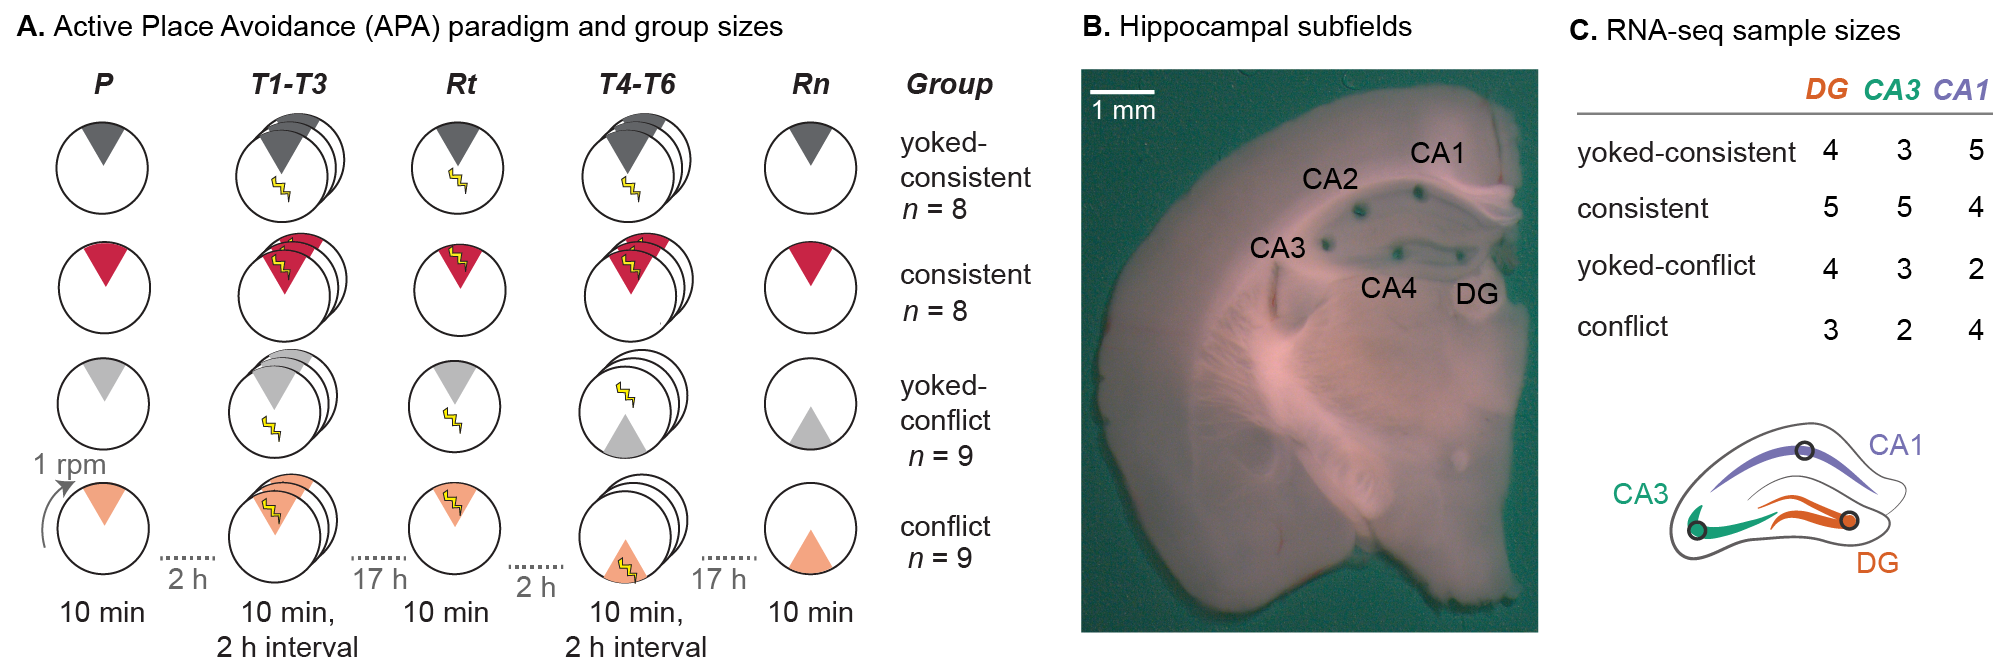 A. Active Place Avoidance (APA) paradigm and group sizes
P T1-T3 Rt T4-T6 Rn Group
yoked-
consistent
n = 8
consistent
n = 8
yoked-
conflict
n = 9
1 rpm
conflict
n = 9
2 h 17 h 2 h 17 h
10 min 10 min, 10 min 10 min, 10 min
2 h interval 2 h interval
B. Hippocampal subfields
1 mm
CA1
CA2
CA3
CA4
DG
C. RNA-seq sample sizes
DG CA3 CA1
yoked-consistent 4 3 5
consistent 5 5 4
yoked-conflict 4 3 2
conflict 3 2 4
CA1
CA3
DG